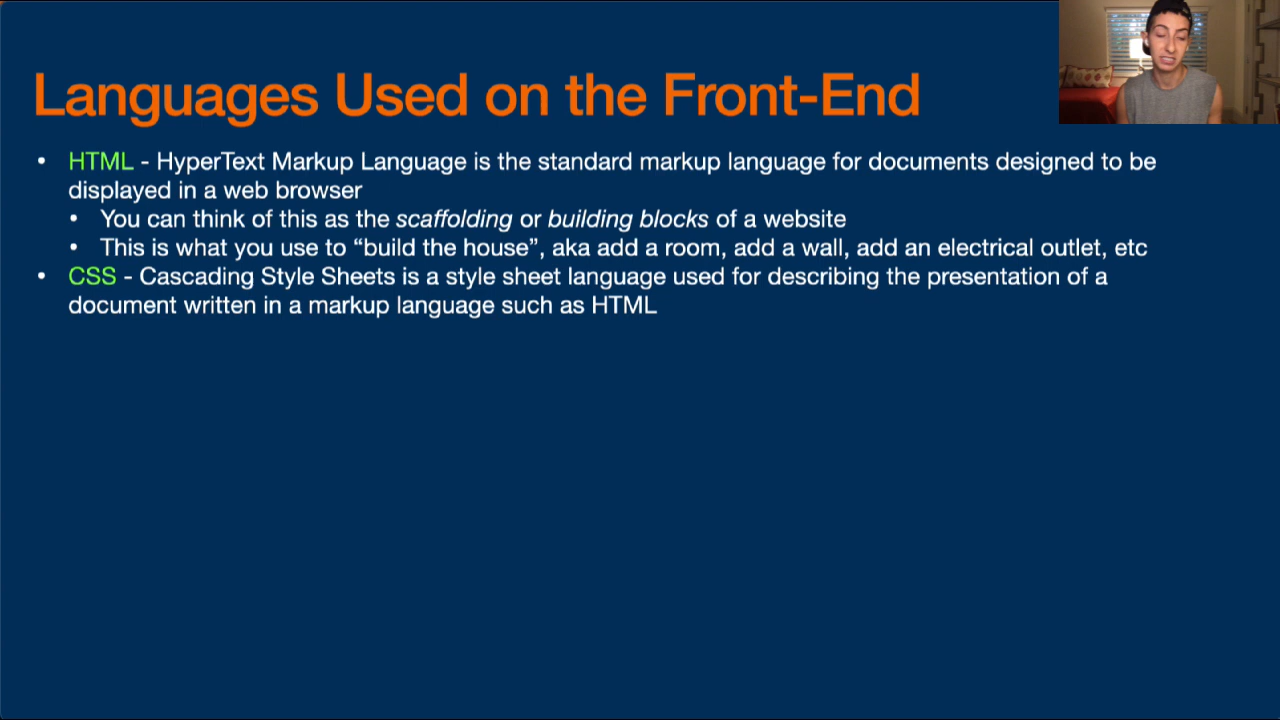 Languages Used on the Front-End
• HTML - HyperText Markup Language is the standard markup language for documents designed to be
displayed in a web browser
• You can think of this as the scaffolding or building blocks of a website
• This is what you use to “build the house”, aka add a room, add a wall, add an electrical outlet, etc
• CSS - Cascading Style Sheets is a style sheet language used for describing the presentation of a
document written in a markup language such as HTML